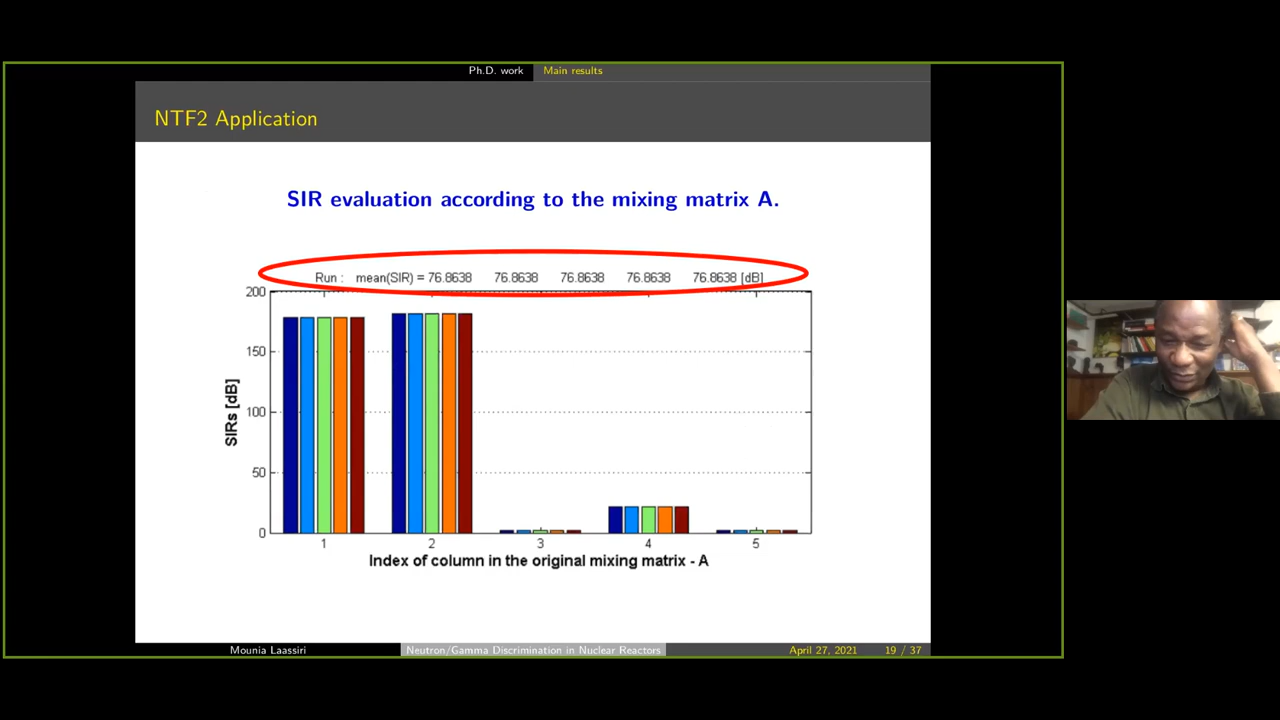 Ph.D. work Main results
NTF2 Application
SIR evaluation according to the mixing matrix A.
Run : mean(SIR) = 76.8638 76.8638 76.8638 76.8638 76.8638 [dB]
200
150
100
50
0
SIRs [dB]
1 2 3 4 5
Index of column in the original mixing matrix - A
Mounia Laassiri Neutron/Gamma Discrimination in Nuclear Reactors April 27, 2021 19 / 37